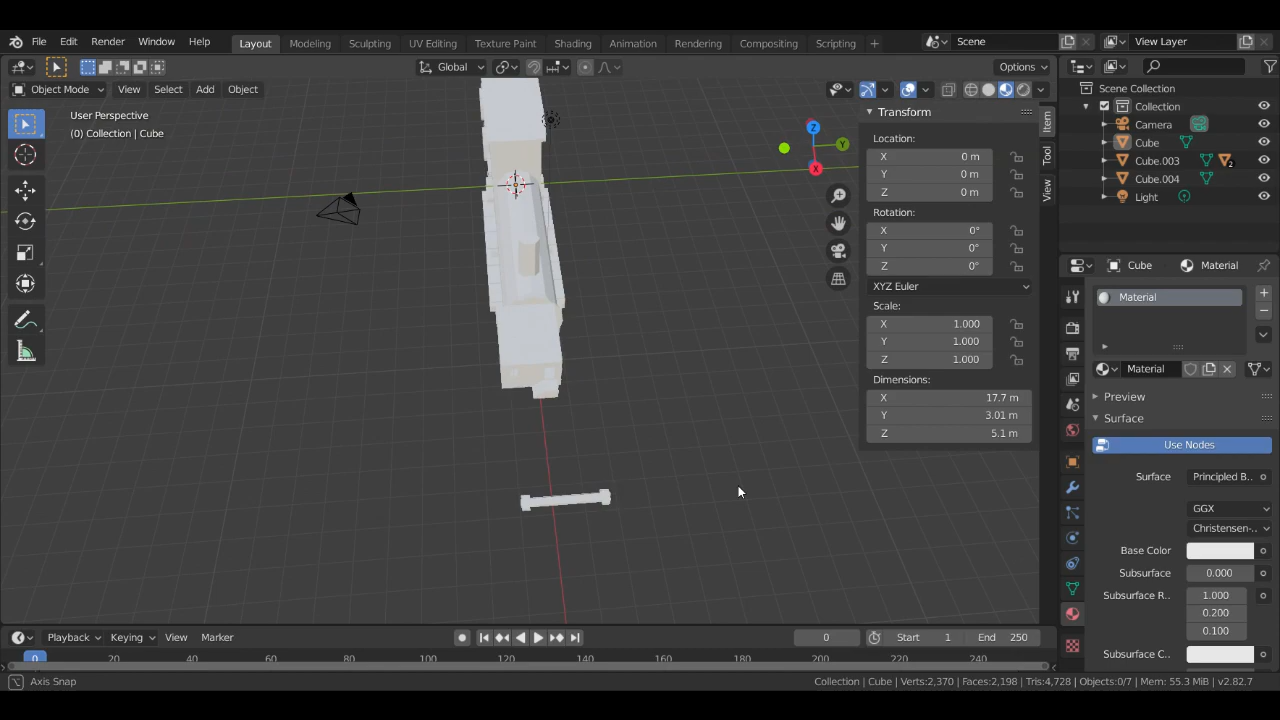 File Edit Render Window Help Layout Modeling Sculpting UV Editing Texture Paint Shading Animation Rendering Compositing Scripting + Scene View Layer
Global Options
Object Mode View Select Add Object
User Perspective
(0) Collection | Cube
Z
Y
X
Transform
Location:
X 0 m
Y 0 m
Z 0 m
Rotation:
X 0°
Y 0°
Z 0°
XYZ Euler
Scale:
X 1.000
Y 1.000
Z 1.000
Dimensions:
X 17.7 m
Y 3.01 m
Z 5.1 m
Item
Tool
View
Scene Collection
Collection
Camera
Cube
Cube.003 2
Cube.004
Light
Cube Material
Material
Material
Preview
Surface
Use Nodes
Surface Principled B..
GGX
Christensen-..
Base Color
Subsurface 0.000
Subsurface R.. 1.000
0.200
0.100
Subsurface C..
Playback Keying View Marker 0 Start 1 End 250
0 20 40 60 80 100 120 140 160 180 200 220 240
Axis Snap Collection | Cube | Verts:2,370 | Faces:2,198 | Tris:4,728 | Objects:0/7 | Mem: 55.3 MiB | v2.82.7